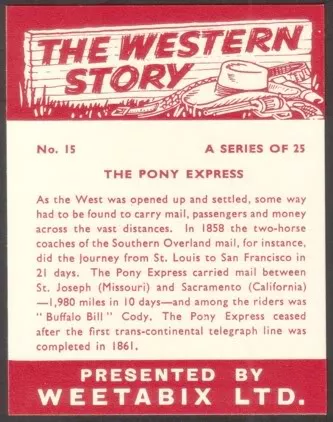 THE WESTERN
STORY
No. 15 A SERIES OF 25
THE PONY EXPRESS
As the West was opened up and settled, some way
had to be found to carry mail, passengers and money
across the vast distances. In 1858 the two-horse
coaches of the Southern Overland mail, for instance,
did the Journey from St. Louis to San Francisco in
21 days. The Pony Express carried mail between
St. Joseph (Missouri) and Sacramento (California)
—1,980 miles in 10 days—and among the riders was
" Buffalo Bill " Cody. The Pony Express ceased
after the first trans-continental telegraph line was
completed in 1861.
PRESENTED BY
WEETABIX LTD.